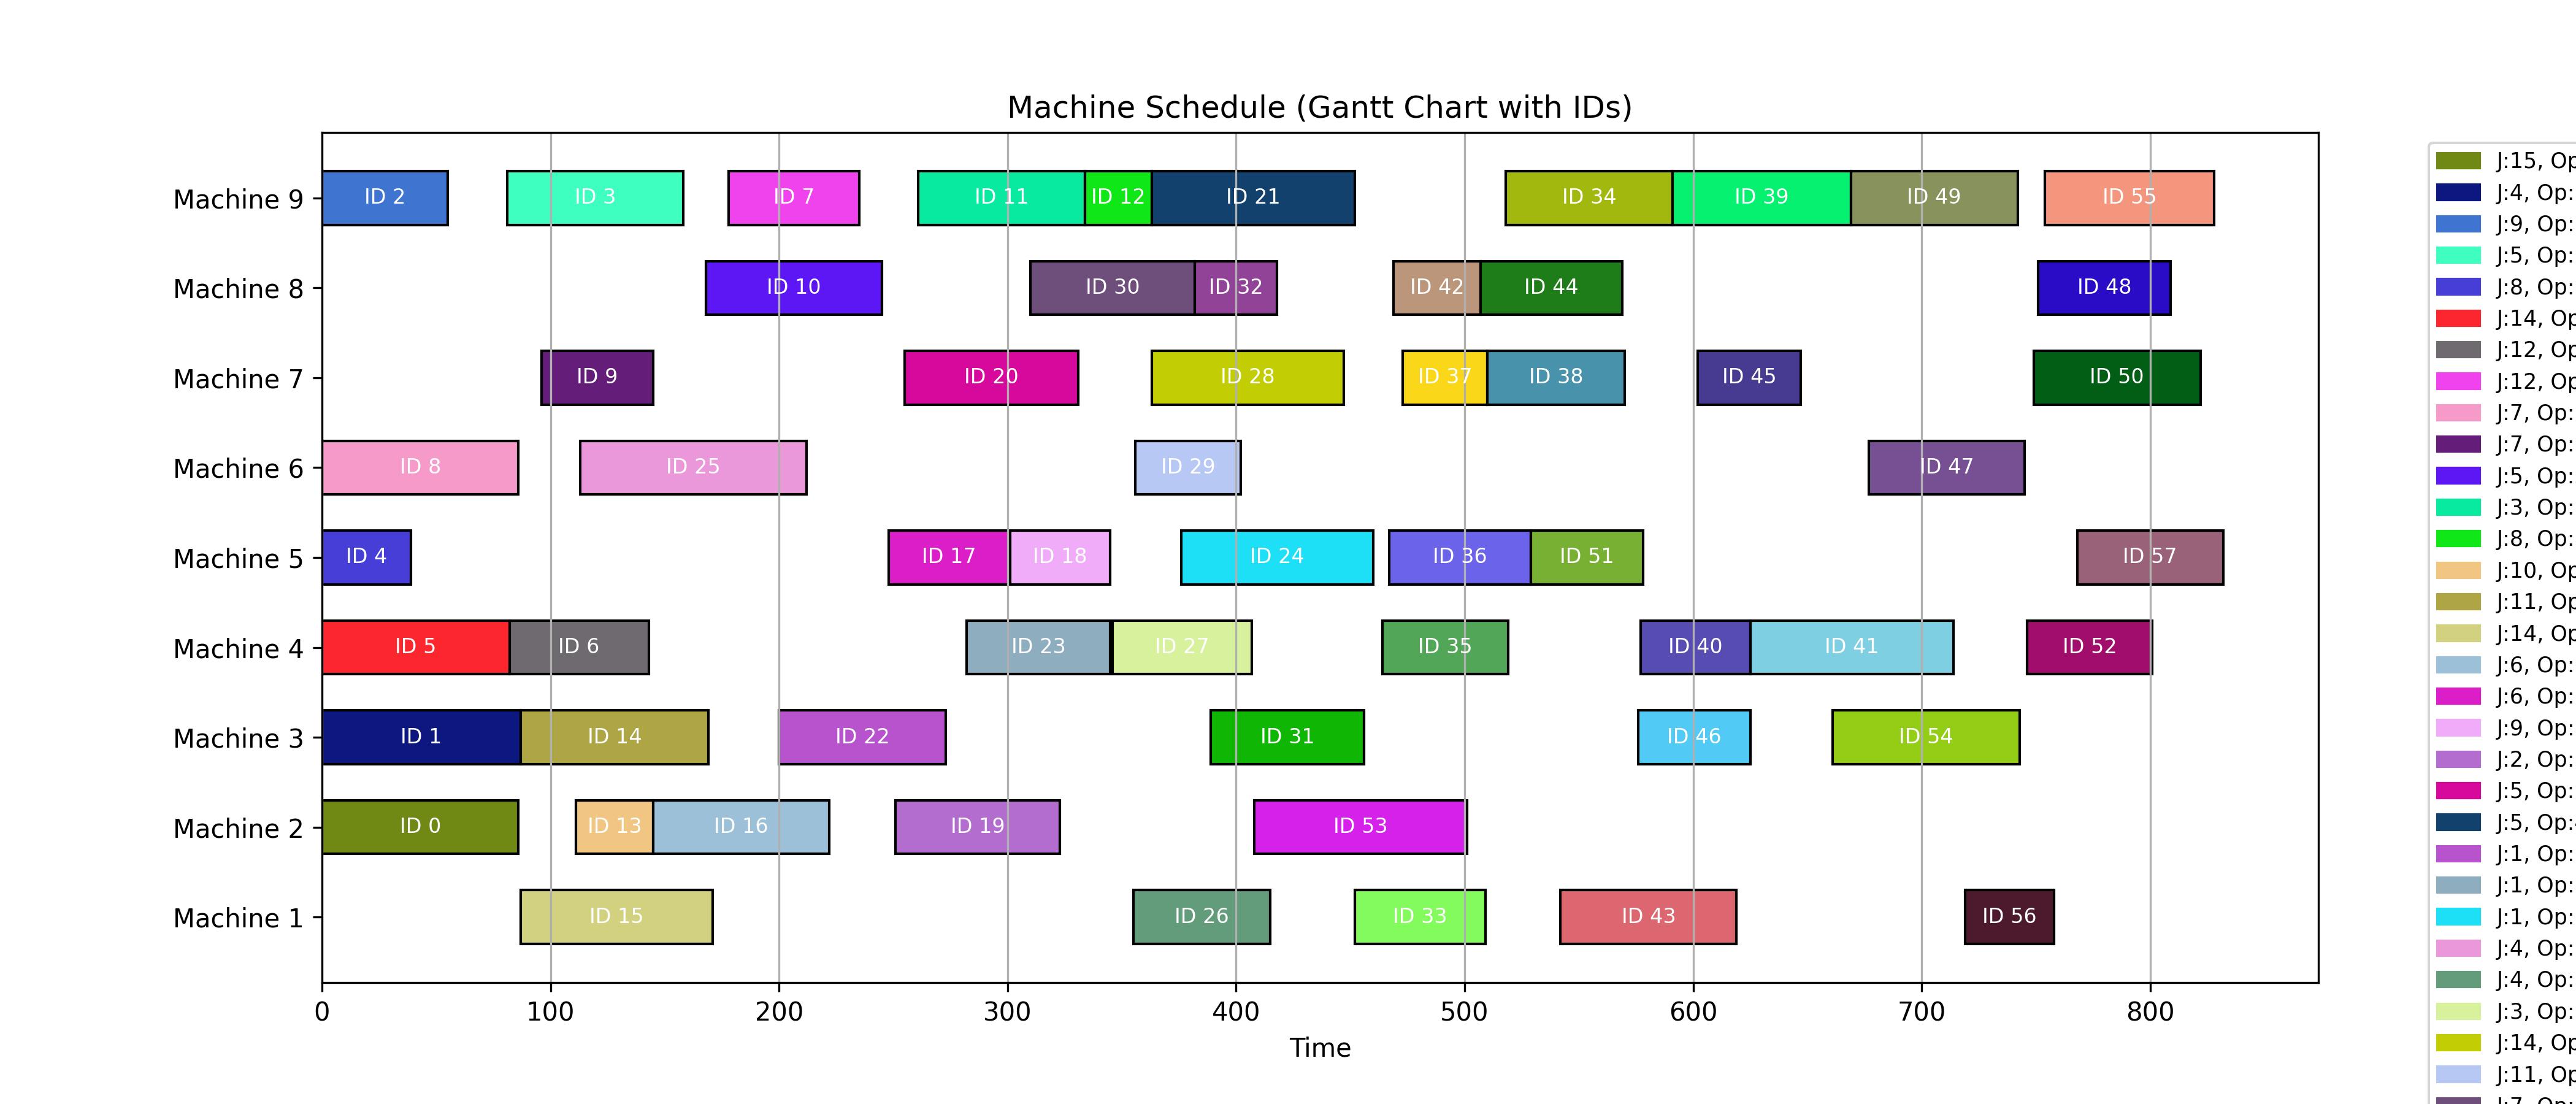 Machine Schedule (Gantt Chart with IDs)
Machine 9
ID 2
ID 3
ID 7
ID 11
ID 12
ID 21
ID 34
ID 39
ID 49
ID 55
Machine 8
ID 10
ID 30
ID 32
ID 42
ID 44
ID 48
Machine 7
ID 9
ID 20
ID 28
ID 37
ID 38
ID 45
ID 50
Machine 6
ID 8
ID 25
ID 29
ID 47
Machine 5
ID 4
ID 17
ID 18
ID 24
ID 36
ID 51
ID 57
Machine 4
ID 5
ID 6
ID 23
ID 27
ID 35
ID 40
ID 41
ID 52
Machine 3
ID 1
ID 14
ID 22
ID 31
ID 46
ID 54
Machine 2
ID 0
ID 13
ID 16
ID 19
ID 53
Machine 1
ID 15
ID 26
ID 33
ID 43
ID 56
0 100 200 300 400 500 600 700 800
Time
J:15, Op
J:4, Op:
J:9, Op:
J:5, Op:
J:8, Op:
J:14, Op
J:12, Op
J:12, Op
J:7, Op:
J:7, Op:
J:5, Op:
J:3, Op:
J:8, Op:
J:10, Op
J:11, Op
J:14, Op
J:6, Op:
J:6, Op:
J:9, Op:
J:2, Op:
J:5, Op:
J:5, Op:
J:1, Op:
J:1, Op:
J:1, Op:
J:4, Op:
J:4, Op:
J:3, Op:
J:14, Op
J:11, Op